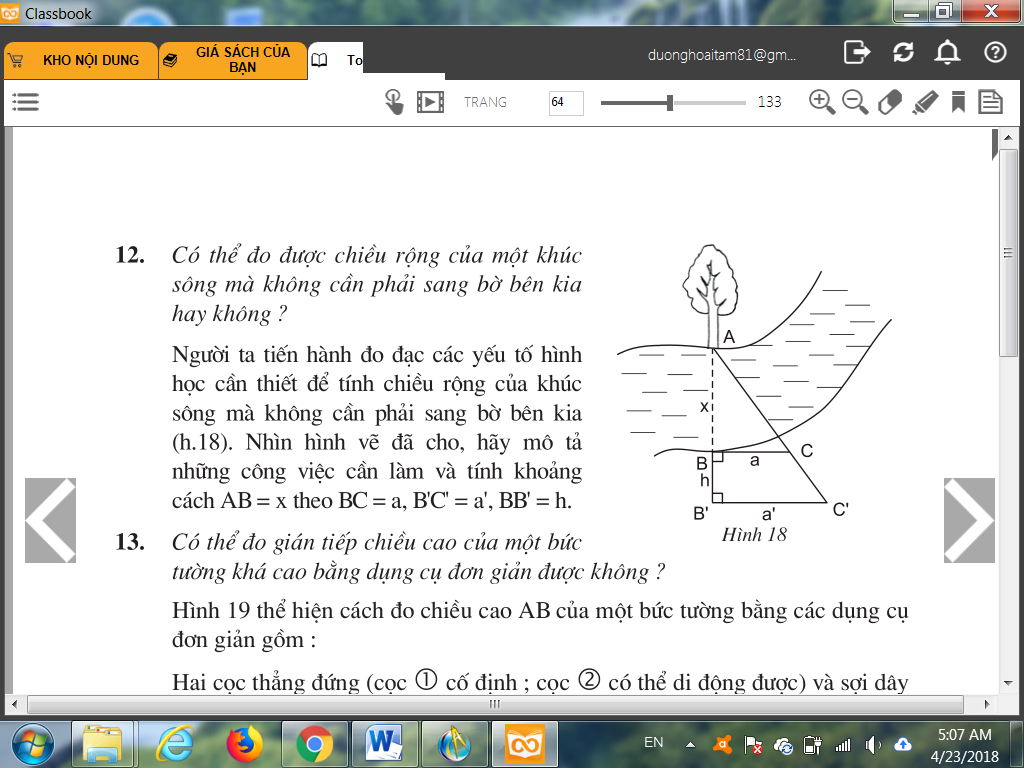 Classbook
KHO NỘI DUNG
GIÁ SÁCH CỦA
BẠN
To
duonghoaitam81@gm...
TRANG
64
133
12. Có thể đo được chiều rộng của một khúc
sông mà không cần phải sang bờ bên kia
hay không ?
Người ta tiến hành đo đạc các yếu tố hình
học cần thiết để tính chiều rộng của khúc
sông mà không cần phải sang bờ bên kia
(h.18). Nhìn hình vẽ đã cho, hãy mô tả
những công việc cần làm và tính khoảng
cách AB = x theo BC = a, B'C' = a', BB' = h.
A
x
B
a
C
h
B'
a'
C'
Hình 18
13. Có thể đo gián tiếp chiều cao của một bức
tường khá cao bằng dụng cụ đơn giản được không ?
Hình 19 thể hiện cách đo chiều cao AB của một bức tường bằng các dụng cụ
đơn giản gồm :
Hai cọc thẳng đứng (cọc ① cố định ; cọc ② có thể di động được) và sợi dây
EN
5:07 AM
4/23/2018